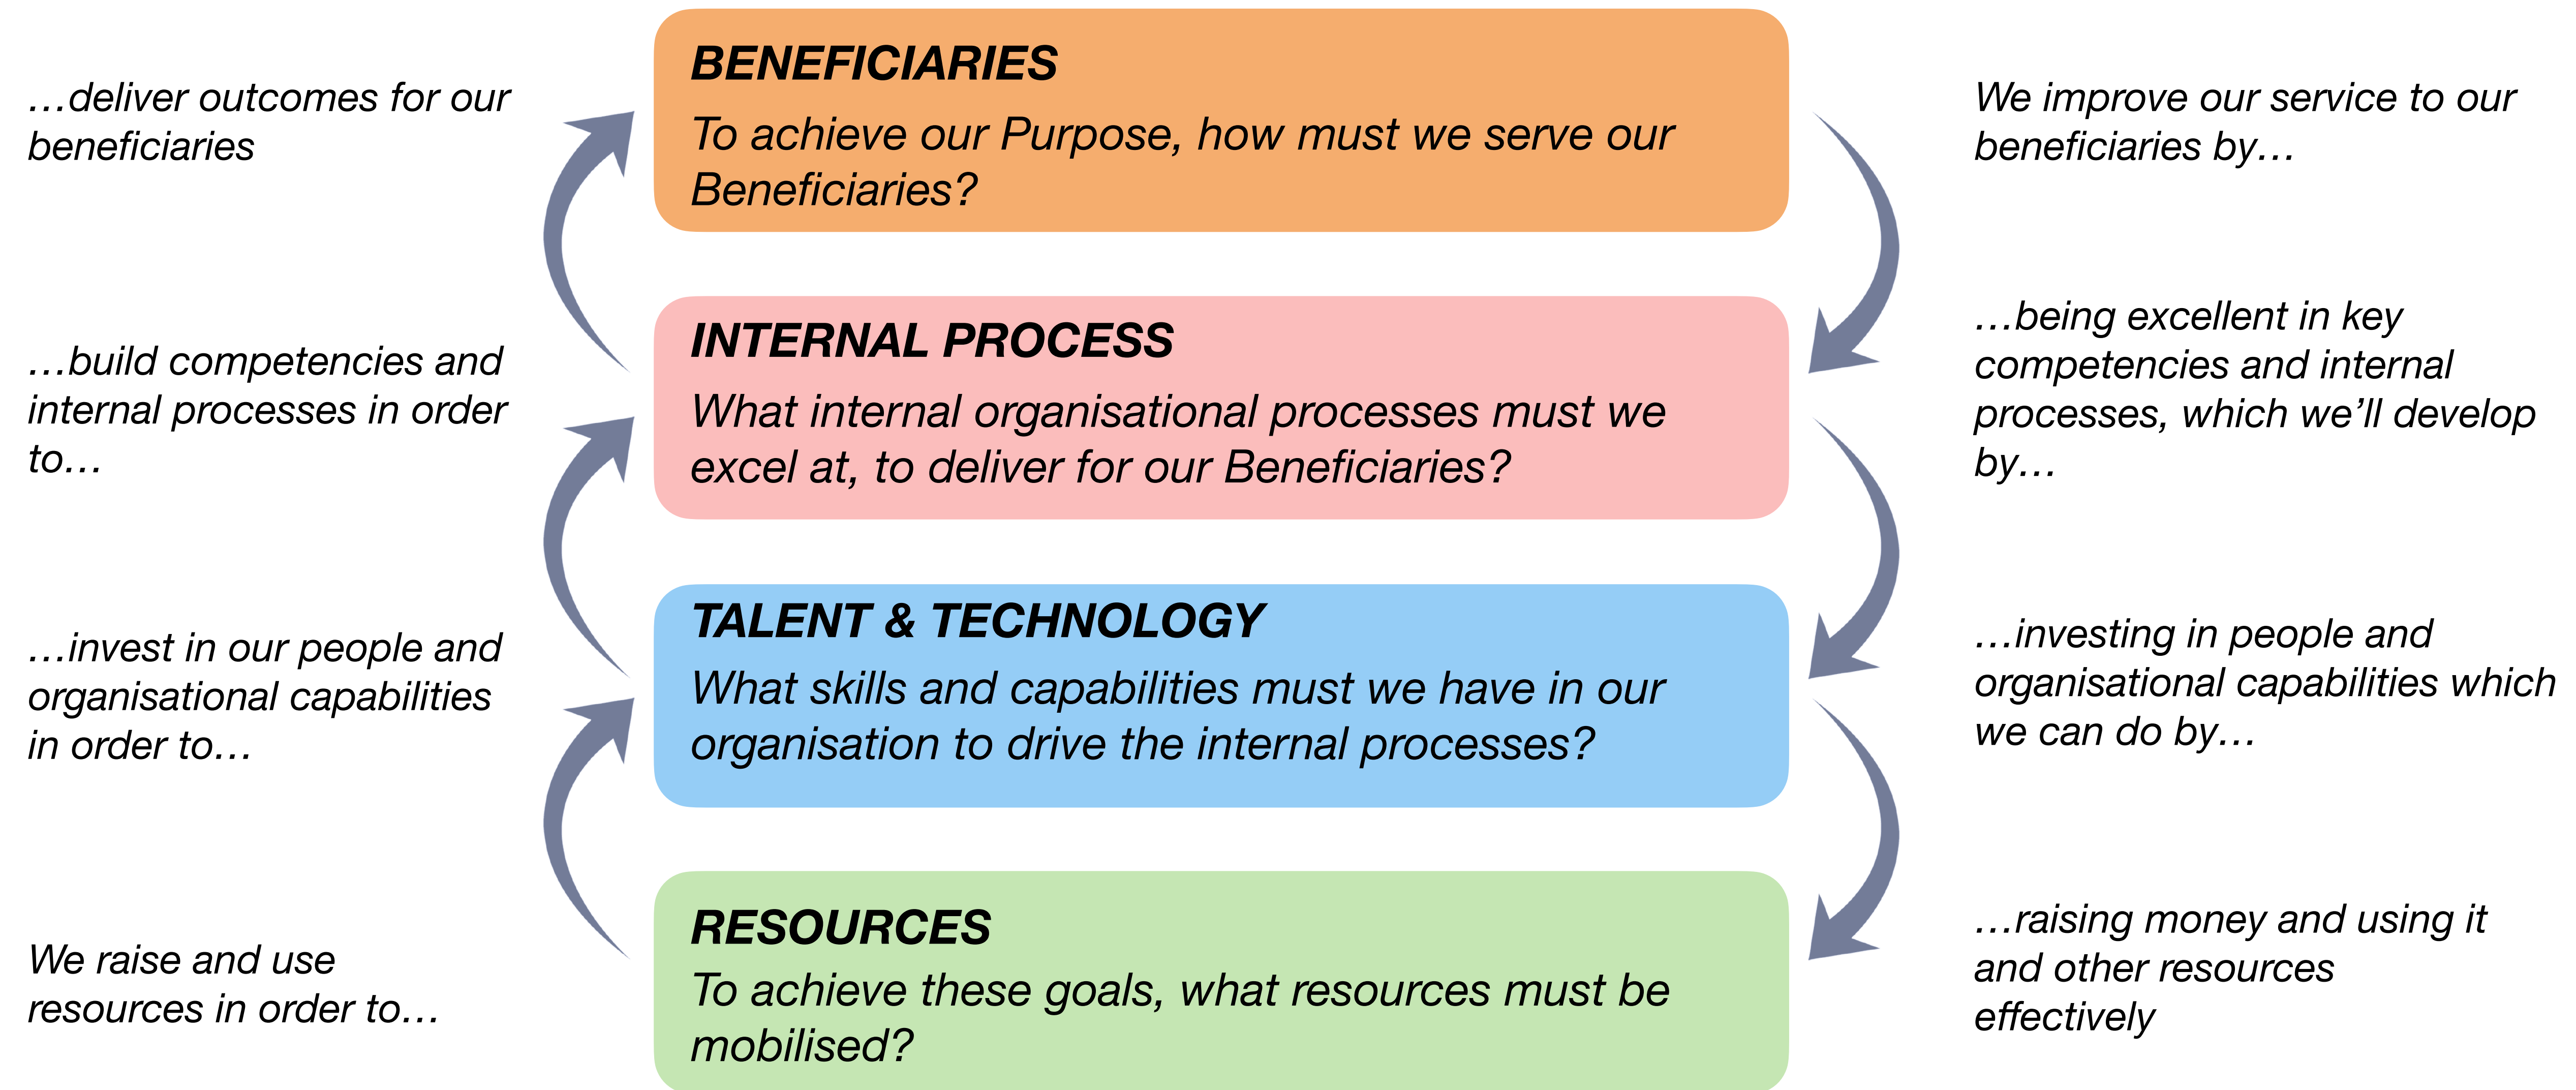 …deliver outcomes for our
beneficiaries
BENEFICIARIES
To achieve our Purpose, how must we serve our
Beneficiaries?
We improve our service to our
beneficiaries by…
…build competencies and
internal processes in order
to…
INTERNAL PROCESS
What internal organisational processes must we
excel at, to deliver for our Beneficiaries?
…being excellent in key
competencies and internal
processes, which we’ll develop
by…
…invest in our people and
organisational capabilities
in order to…
TALENT & TECHNOLOGY
What skills and capabilities must we have in our
organisation to drive the internal processes?
…investing in people and
organisational capabilities which
we can do by…
We raise and use
resources in order to…
RESOURCES
To achieve these goals, what resources must be
mobilised?
…raising money and using it
and other resources
effectively